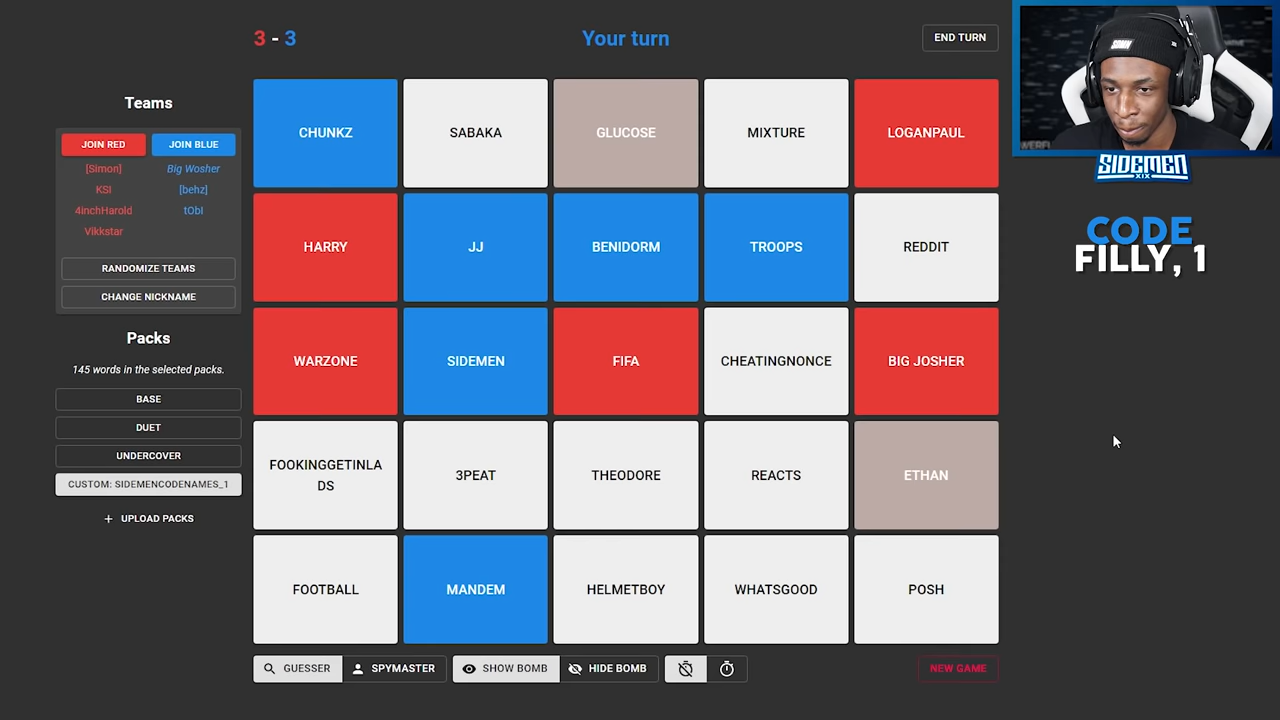 3 - 3
Your turn
END TURN
Teams
JOIN RED
JOIN BLUE
[Simon]
Big Wosher
KSI
[behz]
4inchHarold
tObI
Vikkstar
RANDOMIZE TEAMS
CHANGE NICKNAME
Packs
145 words in the selected packs.
BASE
DUET
UNDERCOVER
CUSTOM: SIDEMENCODENAMES_1
+ UPLOAD PACKS
CHUNKZ
SABAKA
GLUCOSE
MIXTURE
LOGANPAUL
HARRY
JJ
BENIDORM
TROOPS
REDDIT
WARZONE
SIDEMEN
FIFA
CHEATINGNONCE
BIG JOSHER
FOOKINGGETINLA
DS
3PEAT
THEODORE
REACTS
ETHAN
FOOTBALL
MANDEM
HELMETBOY
WHATSGOOD
POSH
GUESSER
SPYMASTER
SHOW BOMB
HIDE BOMB
NEW GAME
SIDEMEN
XIX
CODE
FILLY, 1